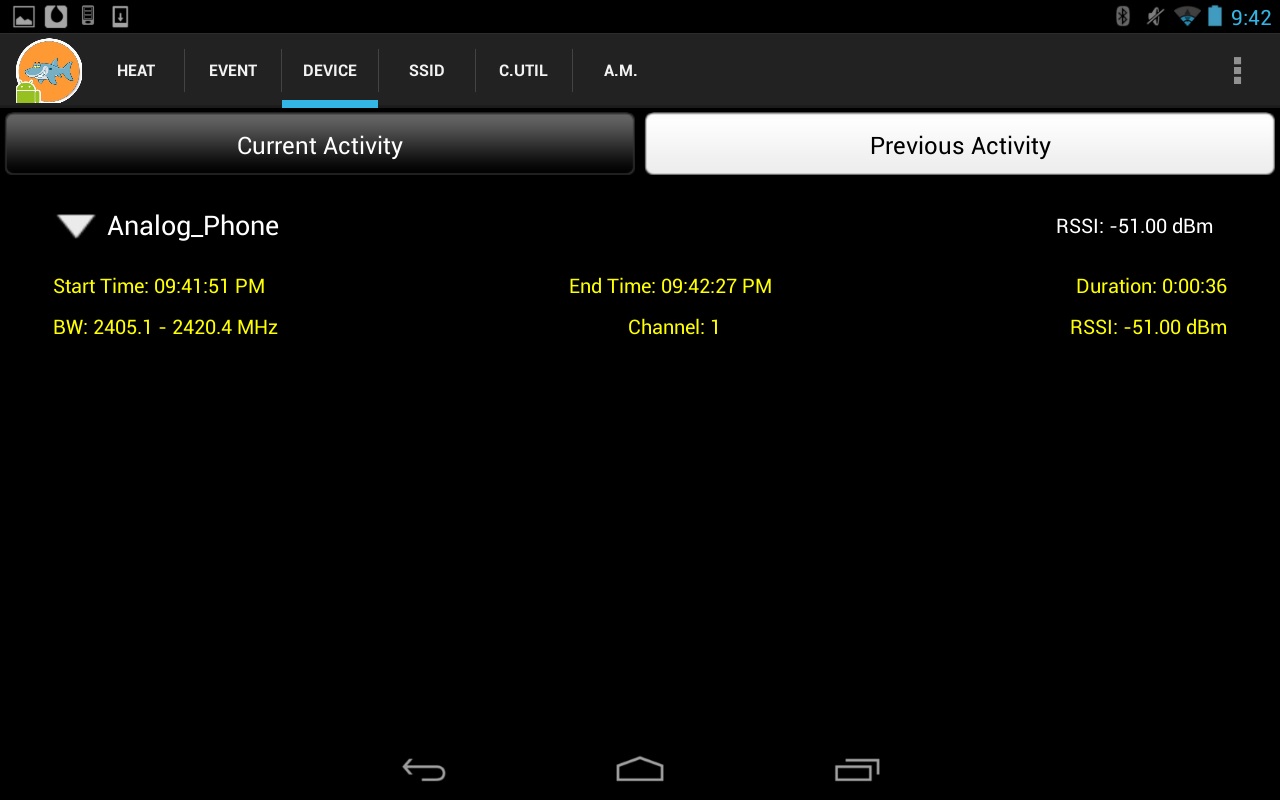 9:42
HEAT EVENT DEVICE SSID C.UTIL A.M.
Current Activity Previous Activity
Analog_Phone RSSI: -51.00 dBm
Start Time: 09:41:51 PM End Time: 09:42:27 PM Duration: 0:00:36
BW: 2405.1 - 2420.4 MHz Channel: 1 RSSI: -51.00 dBm